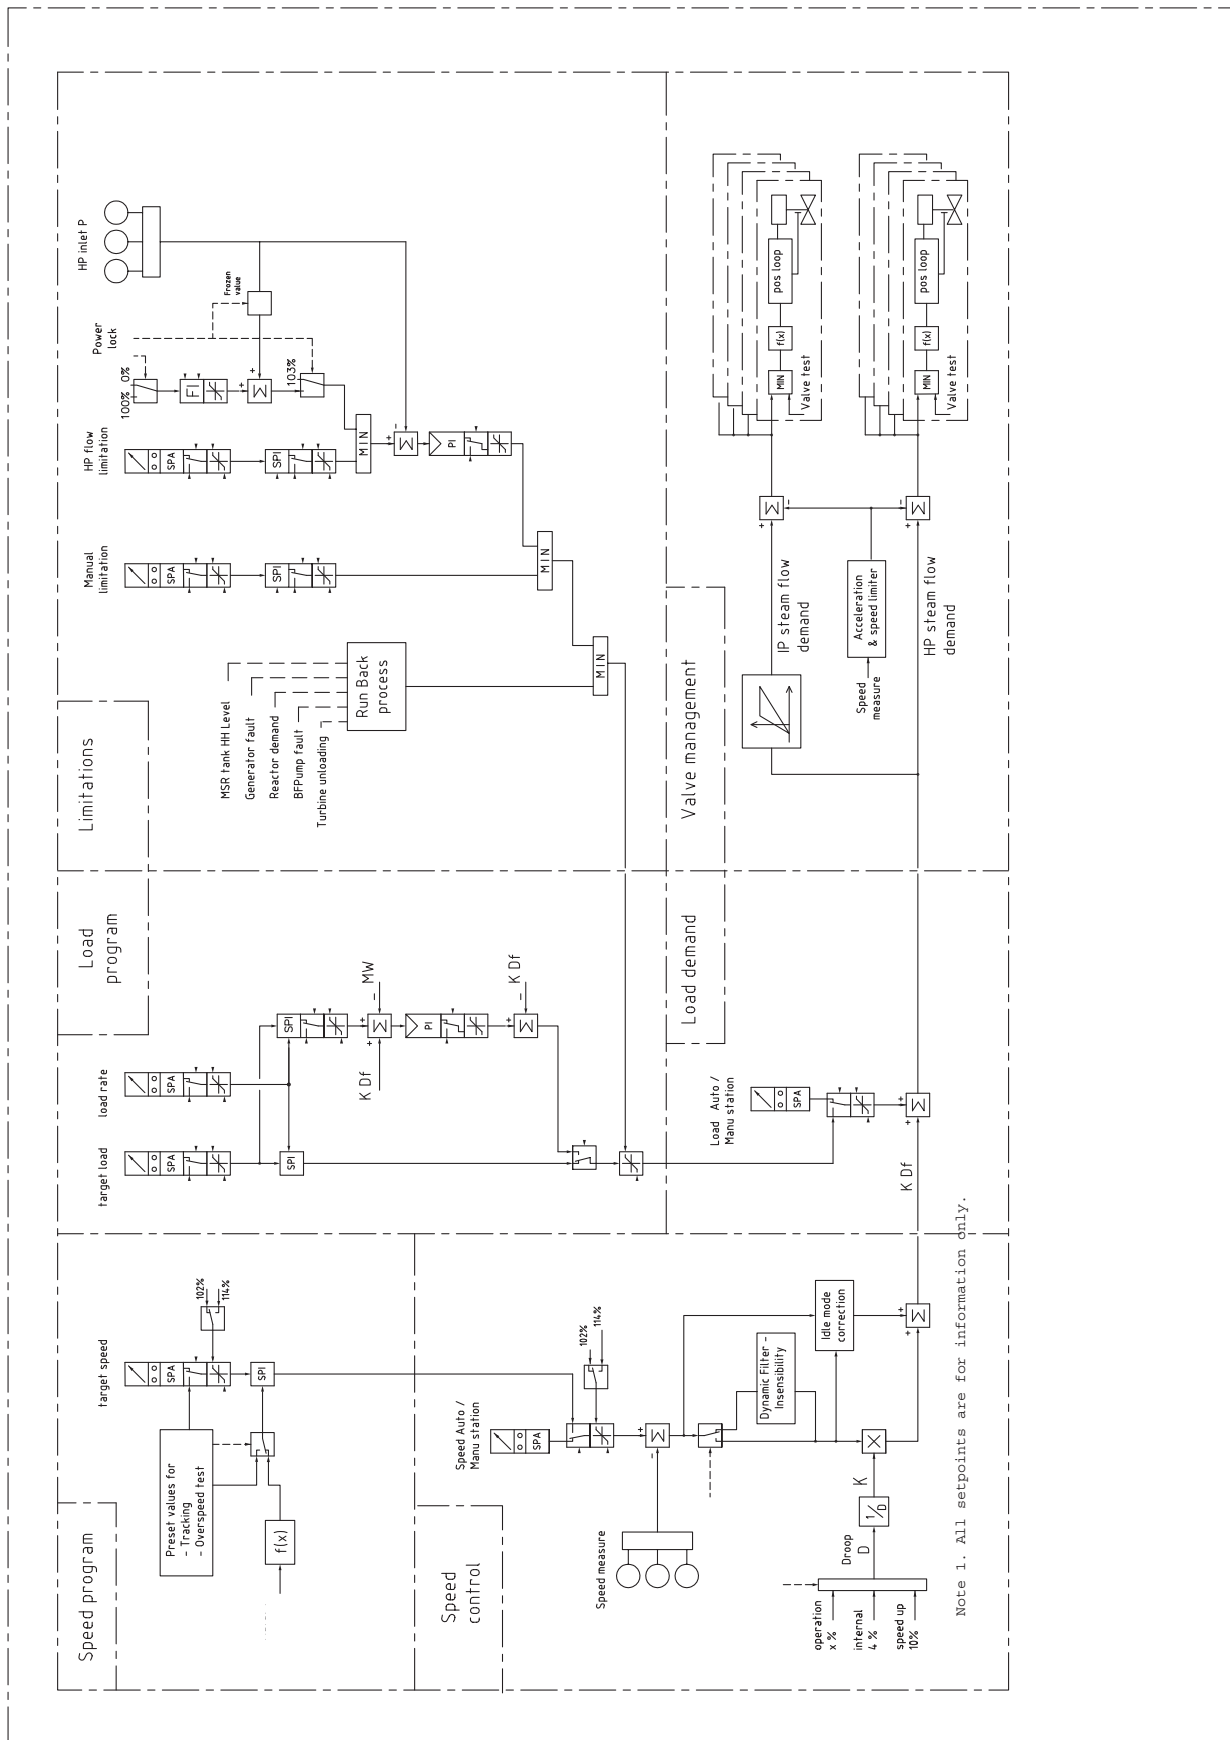 Speed program
Preset values for
- Tracking
- Overspeed test
f(x)
target speed
SPA
SPI
102%
114%
Speed
control
Speed measure
Speed Auto /
Manu station
SPA
102%
114%
Σ
+
-
Dynamic Filter -
Insensibility
Idle mode
correction
Σ
+
+
X
K
1/D
Droop
D
operation
x %
internal
4 %
speed up
10%
Load
program
target load
SPA
SPI
load rate
SPA
SPI
Σ
+
+
- MW
K Df
PI
Σ
+
- K Df
Load demand
Load Auto /
Manu station
SPA
Σ
+
+
K Df
Limitations
MSR tank HH Level
Generator fault
Reactor demand
BFPump fault
Turbine unloading
Run Back
process
MIN
Manual
limitation
SPA
SPI
MIN
HP flow
limitation
SPA
SPI
MIN
Power
lock
100%
0%
FI
Σ
+
+
103%
Frozen
value
HP inlet P
Σ
+
-
PI
Valve management
IP steam flow
demand
Speed
measure
Acceleration
& speed limiter
HP steam flow
demand
Σ
+
-
Σ
+
-
MIN
Valve test
f(x)
pos loop
MIN
Valve test
f(x)
pos loop
Note 1. All setpoints are for information only.